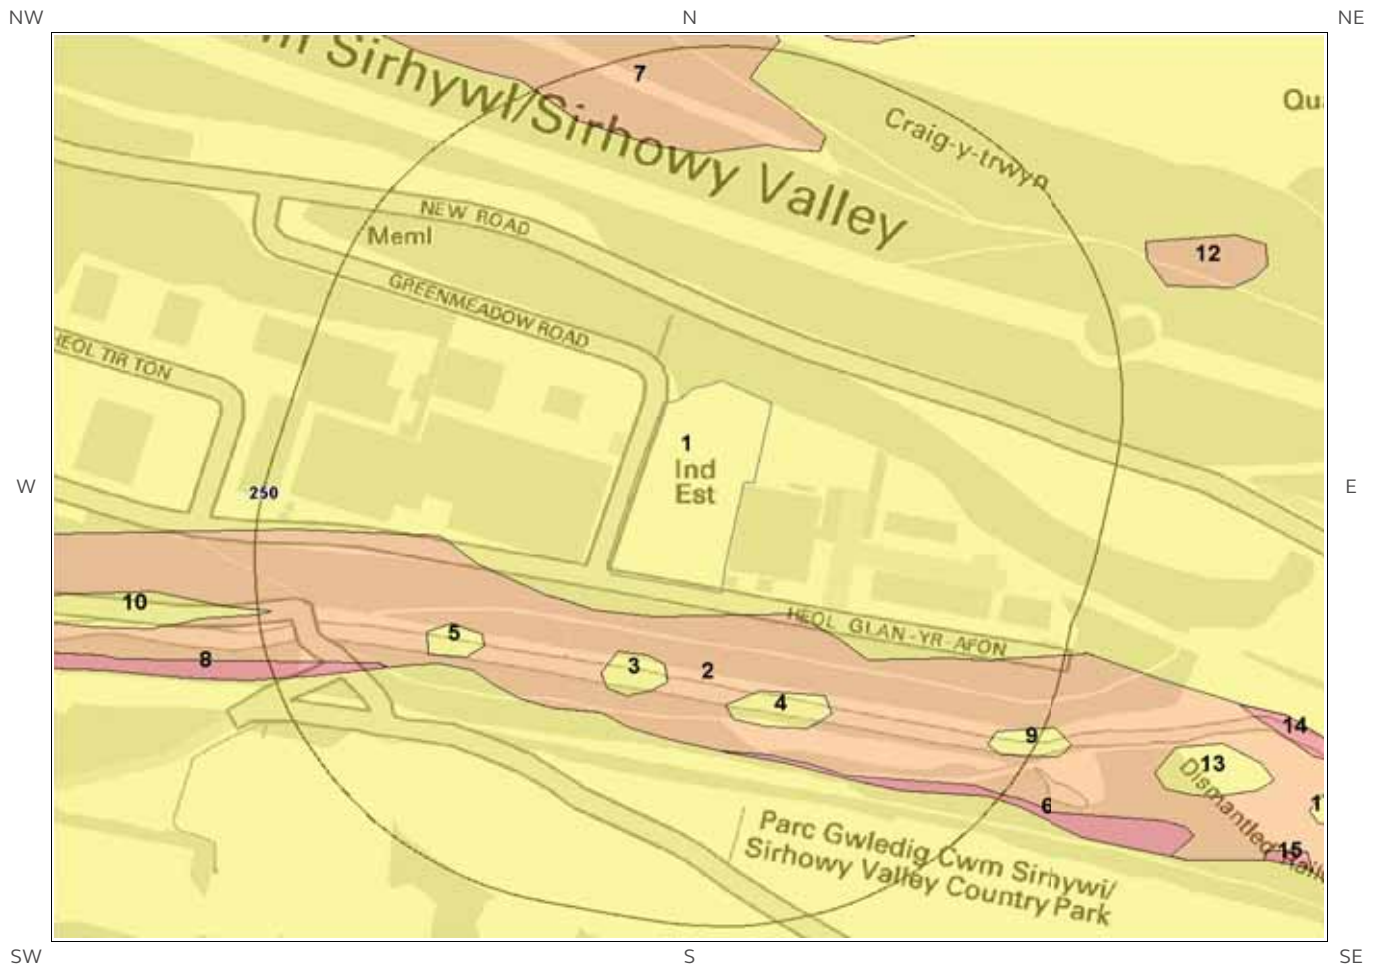 NW
N
NE
7
m Sirhywi/Sirhowy Valley
Craig-y-trwyn
Qu
NEW ROAD
Meml
12
GREENMEADOW ROAD
HEOL TIR TON
1
Ind
Est
W
250
E
10
HEOL GLAN-YR-AFON
5
8
3
2
4
14
9
13
Dismantled
6
15
Parc Gwledig Cwm Sirhywi/
Sirhowy Valley Country Park
SW
S
SE